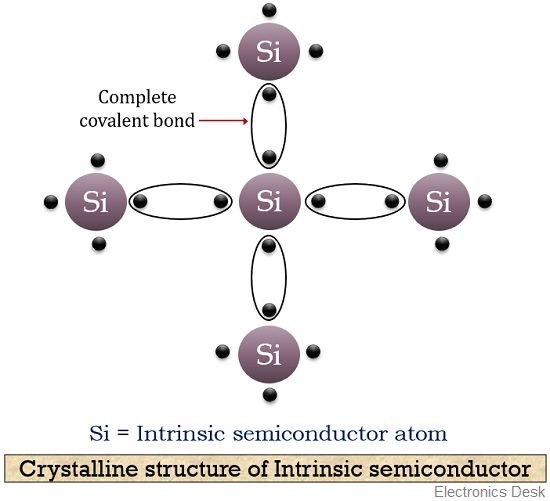 Si
Complete
covalent bond
Si Si Si
Si
Si = Intrinsic semiconductor atom
Crystalline structure of Intrinsic semiconductor
Electronics Desk